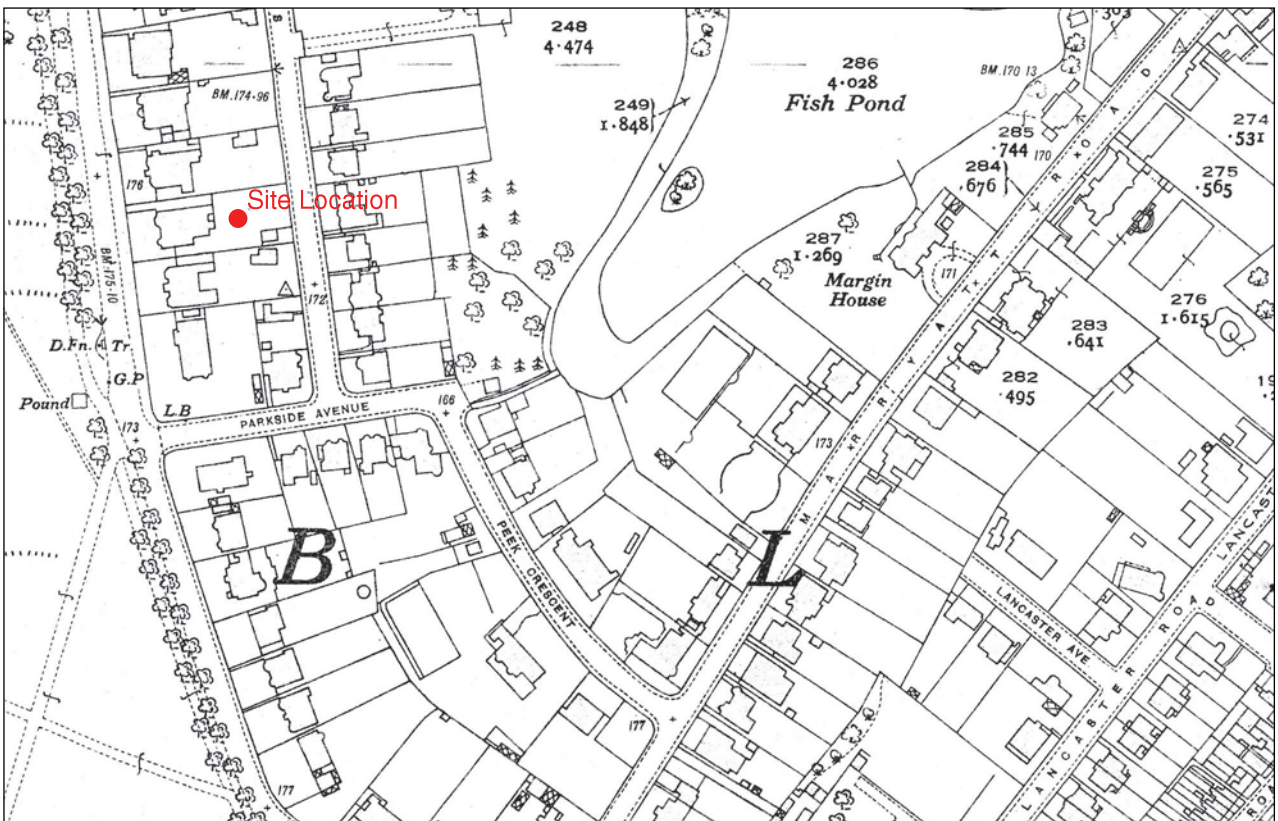 248
4·474
286
4·028
Fish Pond
BM.170 13
BM.174·96
249
1·848
285
·744
170
284
·676
274
·531
275
·565
176
Site Location
287
1·269
Margin
House
171
276
1·615
BM.175·10
172
283
·641
282
·495
D.Fn.
Tr.
G.P
Pound
L.B
173
PARKSIDE AVENUE
166
173
MARRYAT ROAD
B
L
PEEK CRESCENT
LANCASTER AVE
LANCASTER ROAD
177
177